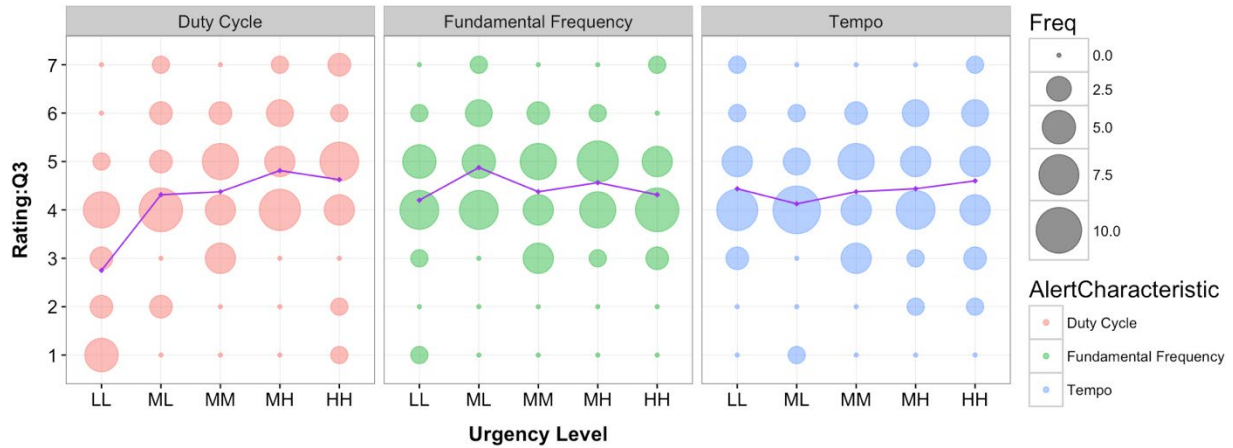 Duty Cycle
Fundamental Frequency
Tempo
Rating:Q3
7
6
5
4
3
2
1
LL ML MM MH HH
LL ML MM MH HH
LL ML MM MH HH
Urgency Level
Freq
0.0
2.5
5.0
7.5
10.0
AlertCharacteristic
Duty Cycle
Fundamental Frequency
Tempo